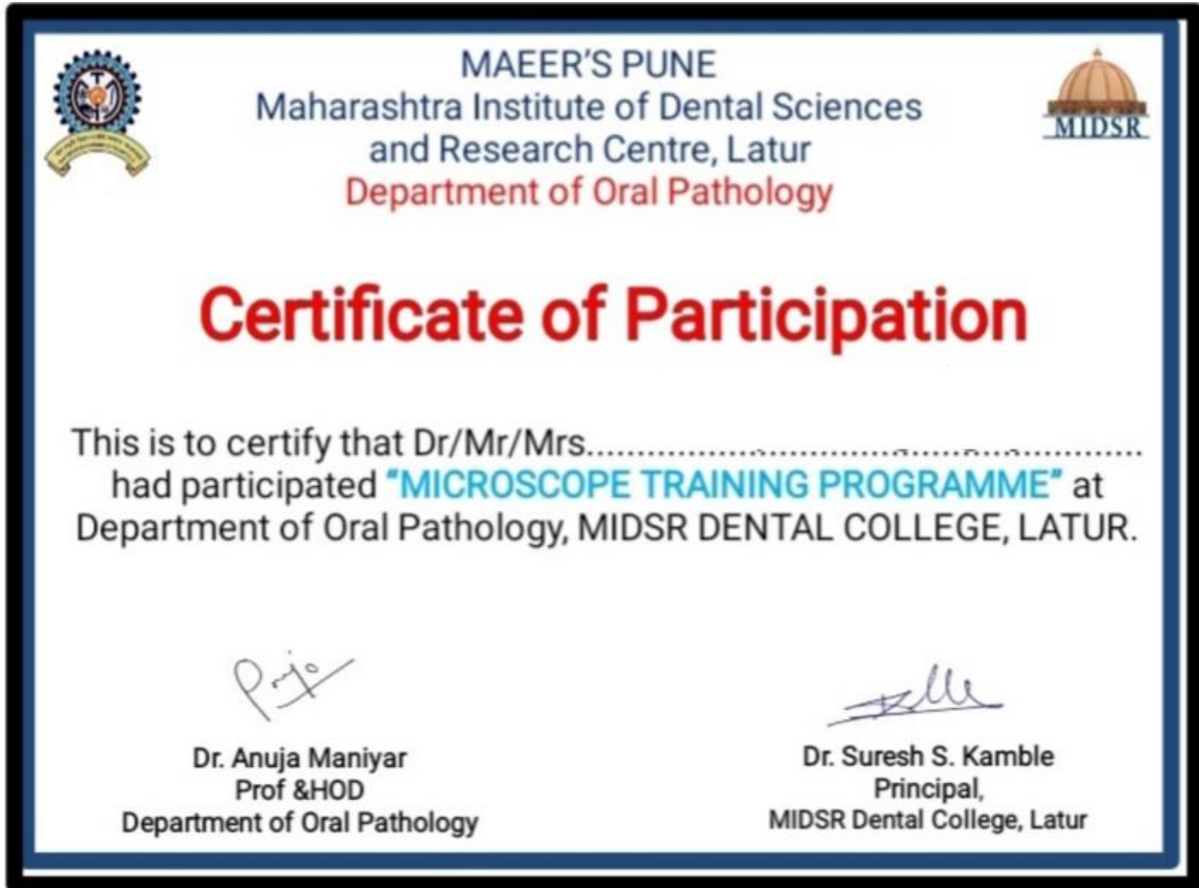 MAEER'S PUNE
Maharashtra Institute of Dental Sciences
and Research Centre, Latur
Department of Oral Pathology
MIDSR
Certificate of Participation
This is to certify that Dr/Mr/Mrs..............................................................
had participated "MICROSCOPE TRAINING PROGRAMME" at
Department of Oral Pathology, MIDSR DENTAL COLLEGE, LATUR.
Dr. Anuja Maniyar
Prof &HOD
Department of Oral Pathology
Dr. Suresh S. Kamble
Principal,
MIDSR Dental College, Latur